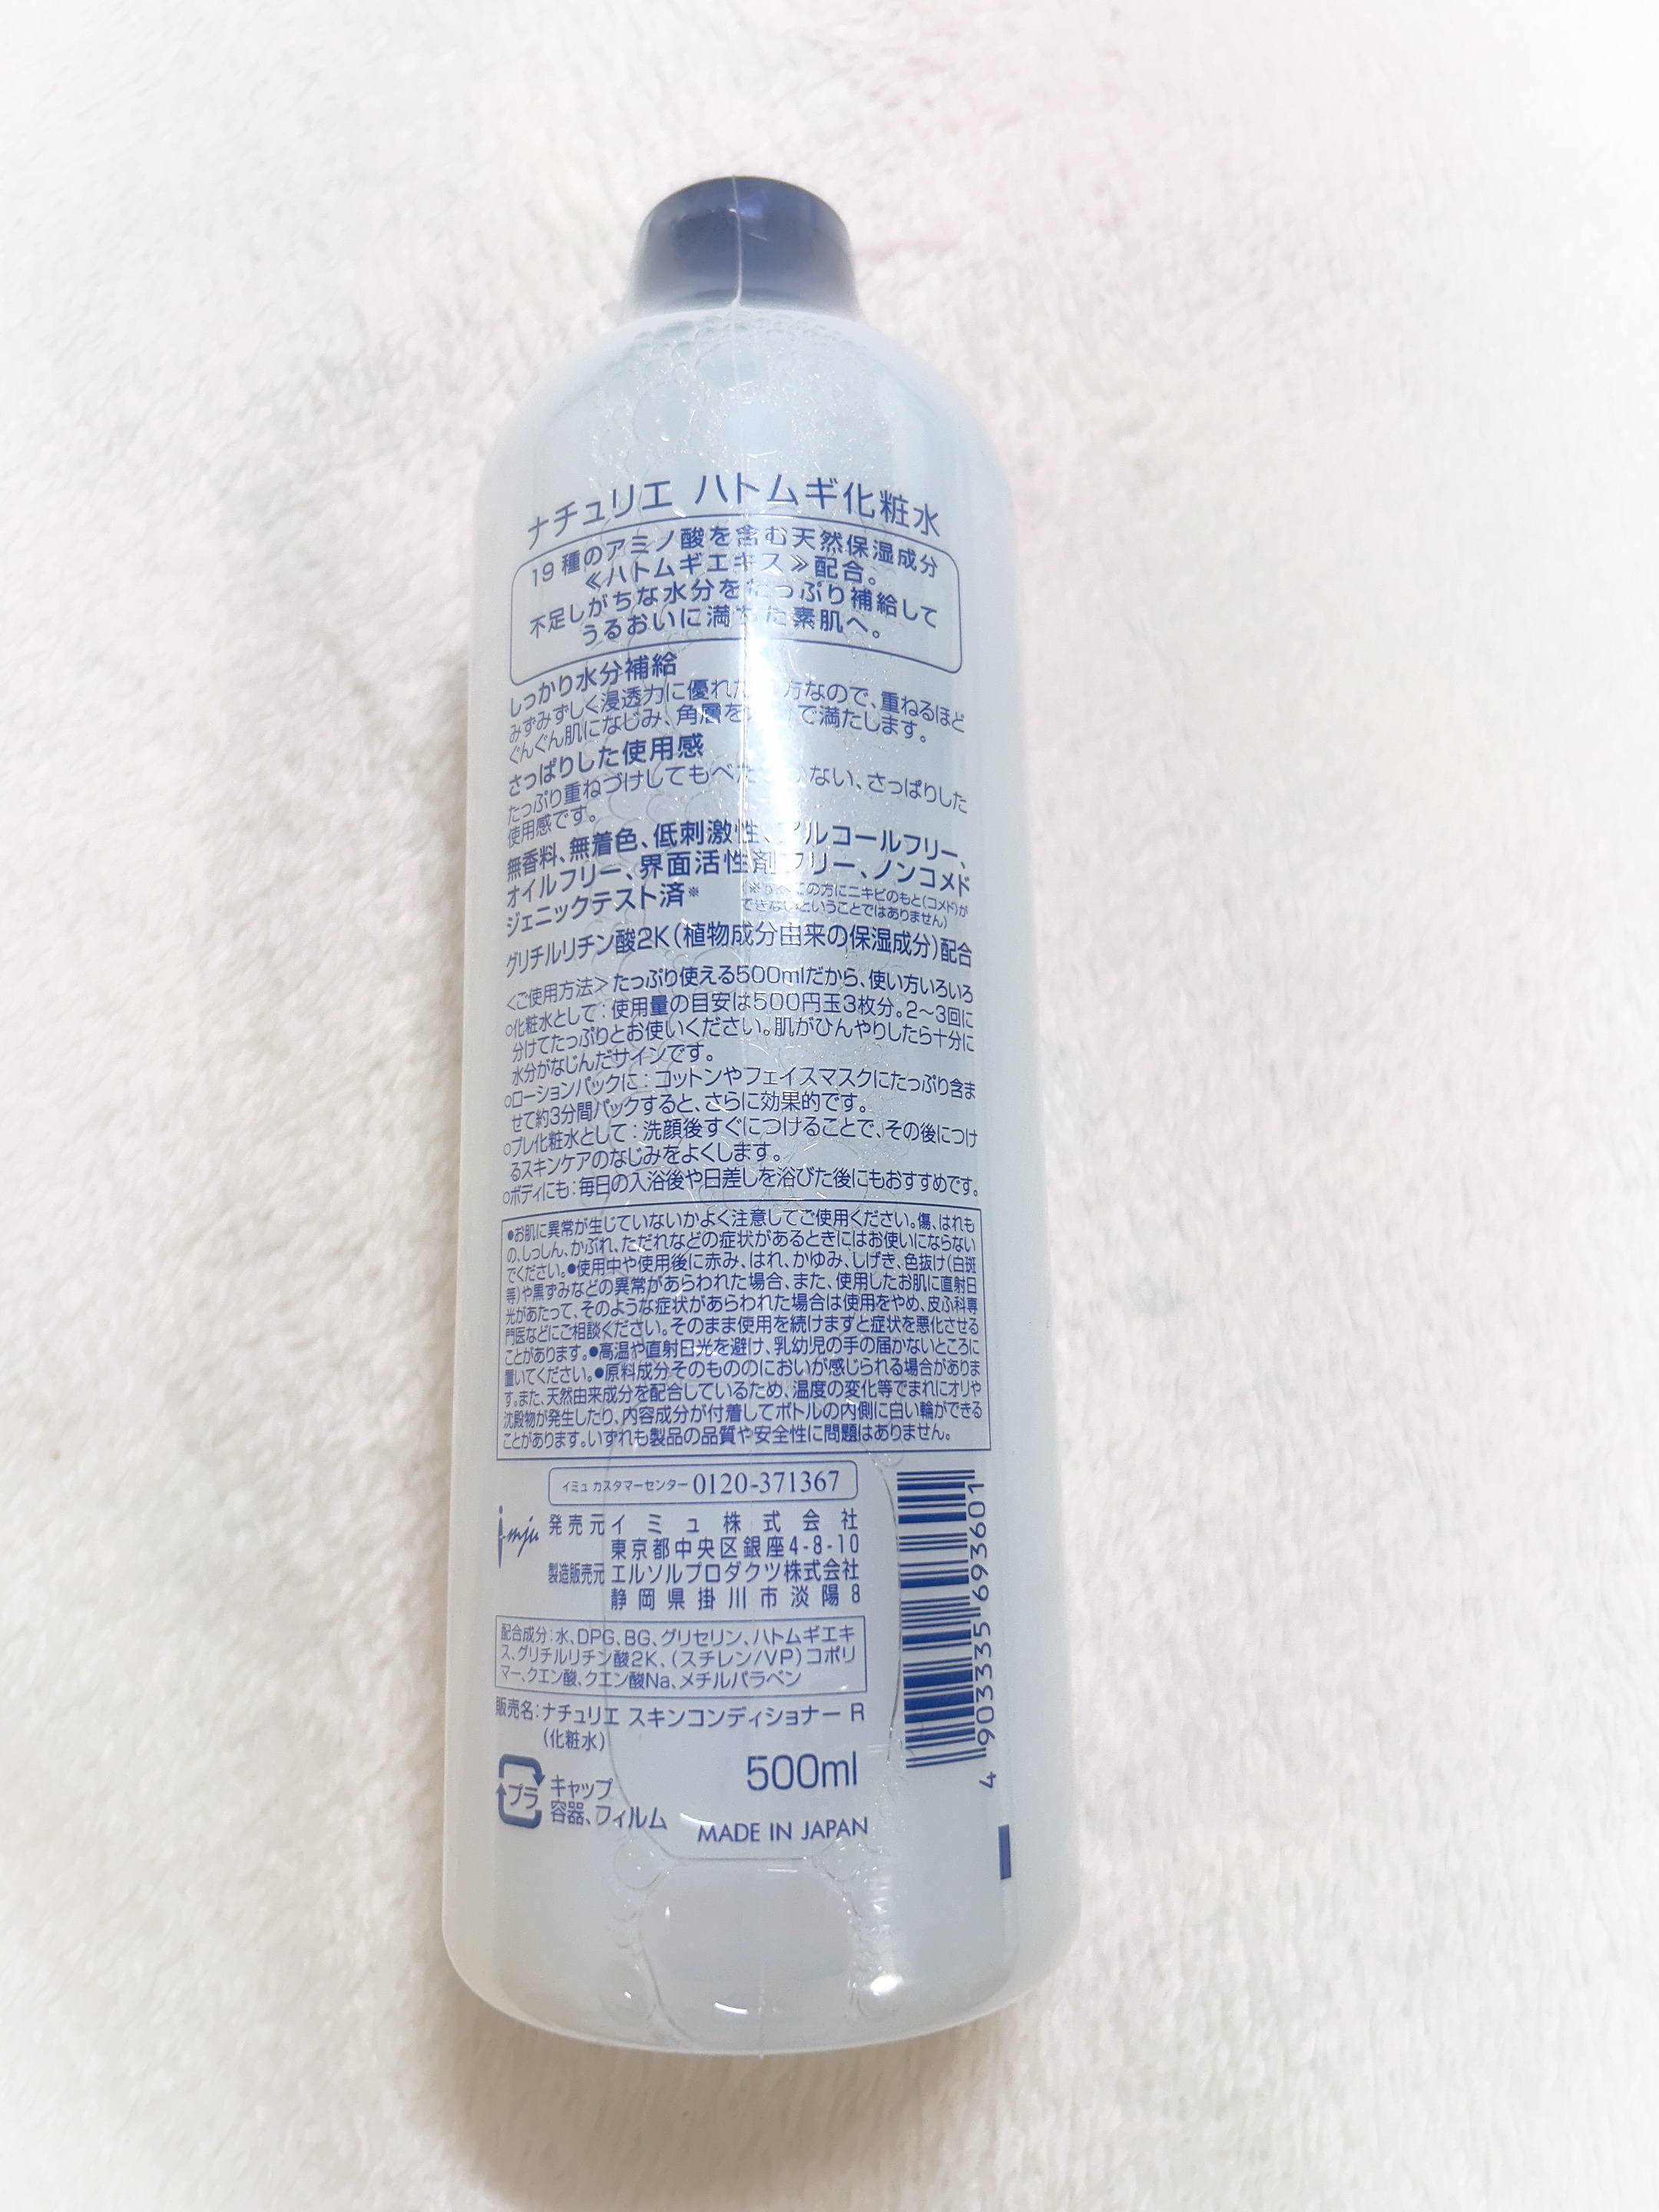 ナチュリエ ハトムギ化粧水
19種のアミノ酸を含む天然保湿成分
≪ハトムギエキス≫配合。
不足しがちな水分をたっぷり補給して
うるおいに満ちた素肌へ。
しっかり水分補給
みずみずしく浸透力に優れた処方なので、重ねるほど
ぐんぐん肌になじみ、角層を で満たします。
さっぱりした使用感
たっぷり重ねづけしてもべたつかない、さっぱりした
使用感です。
無香料、無着色、低刺激性、アルコールフリー、
オイルフリー、界面活性剤フリー、ノンコメド
ジェニックテスト済※
(※すべての方にニキビのもと(コメド)が
できないということではありません)
グリチルリチン酸2K(植物成分由来の保湿成分)配合
<ご使用方法>たっぷり使える500mlだから、使い方いろいろ
○化粧水として:使用量の目安は500円玉3枚分。2～3回に
分けてたっぷりとお使いください。肌がひんやりしたら十分に
水分がなじんだサインです。
○ローションパックに:コットンやフェイスマスクにたっぷり含ま
せて約3分間パックすると、さらに効果的です。
○プレ化粧水として:洗顔後すぐにつけることで、その後につけ
るスキンケアのなじみをよくします。
○ボディにも:毎日の入浴後や日差しを浴びた後にもおすすめです。
●お肌に異常が生じていないかよく注意してご使用ください。傷、はれも
の、しっしん、かぶれ、ただれなどの症状があるときにはお使いにならない
でください。●使用中や使用後に赤み、はれ、かゆみ、しげき、色抜け(白斑
等)や黒ずみなどの異常があらわれた場合、また、使用したお肌に直射日
光があたって、そのような症状があらわれた場合は使用をやめ、皮ふ科専
門医などにご相談ください。そのまま使用を続けますと症状を悪化させる
ことがあります。●高温や直射日光を避け、乳幼児の手の届かないところに
置いてください。●原料成分そのもののにおいが感じられる場合がありま
す。また、天然由来成分を配合しているため、温度の変化等でまれにオリや
沈殿物が発生したり、内容成分が付着してボトルの内側に白い輪ができる
ことがあります。いずれも製品の品質や安全性に問題はありません。
イミュ カスタマーセンター 0120-371367
i-mju
発売元 イミュ株式会社
東京都中央区銀座4-8-10
製造販売元 エルソルプロダクツ株式会社
静岡県掛川市淡陽8
配合成分:水、DPG、BG、グリセリン、ハトムギエキ
ス、グリチルリチン酸2K、(スチレン/VP)コポリ
マー、クエン酸、クエン酸Na、メチルパラベン
販売名:ナチュリエ スキンコンディショナー R
(化粧水)
500ml
プラ
キャップ
容器、フィルム
MADE IN JAPAN
4 903335 693601